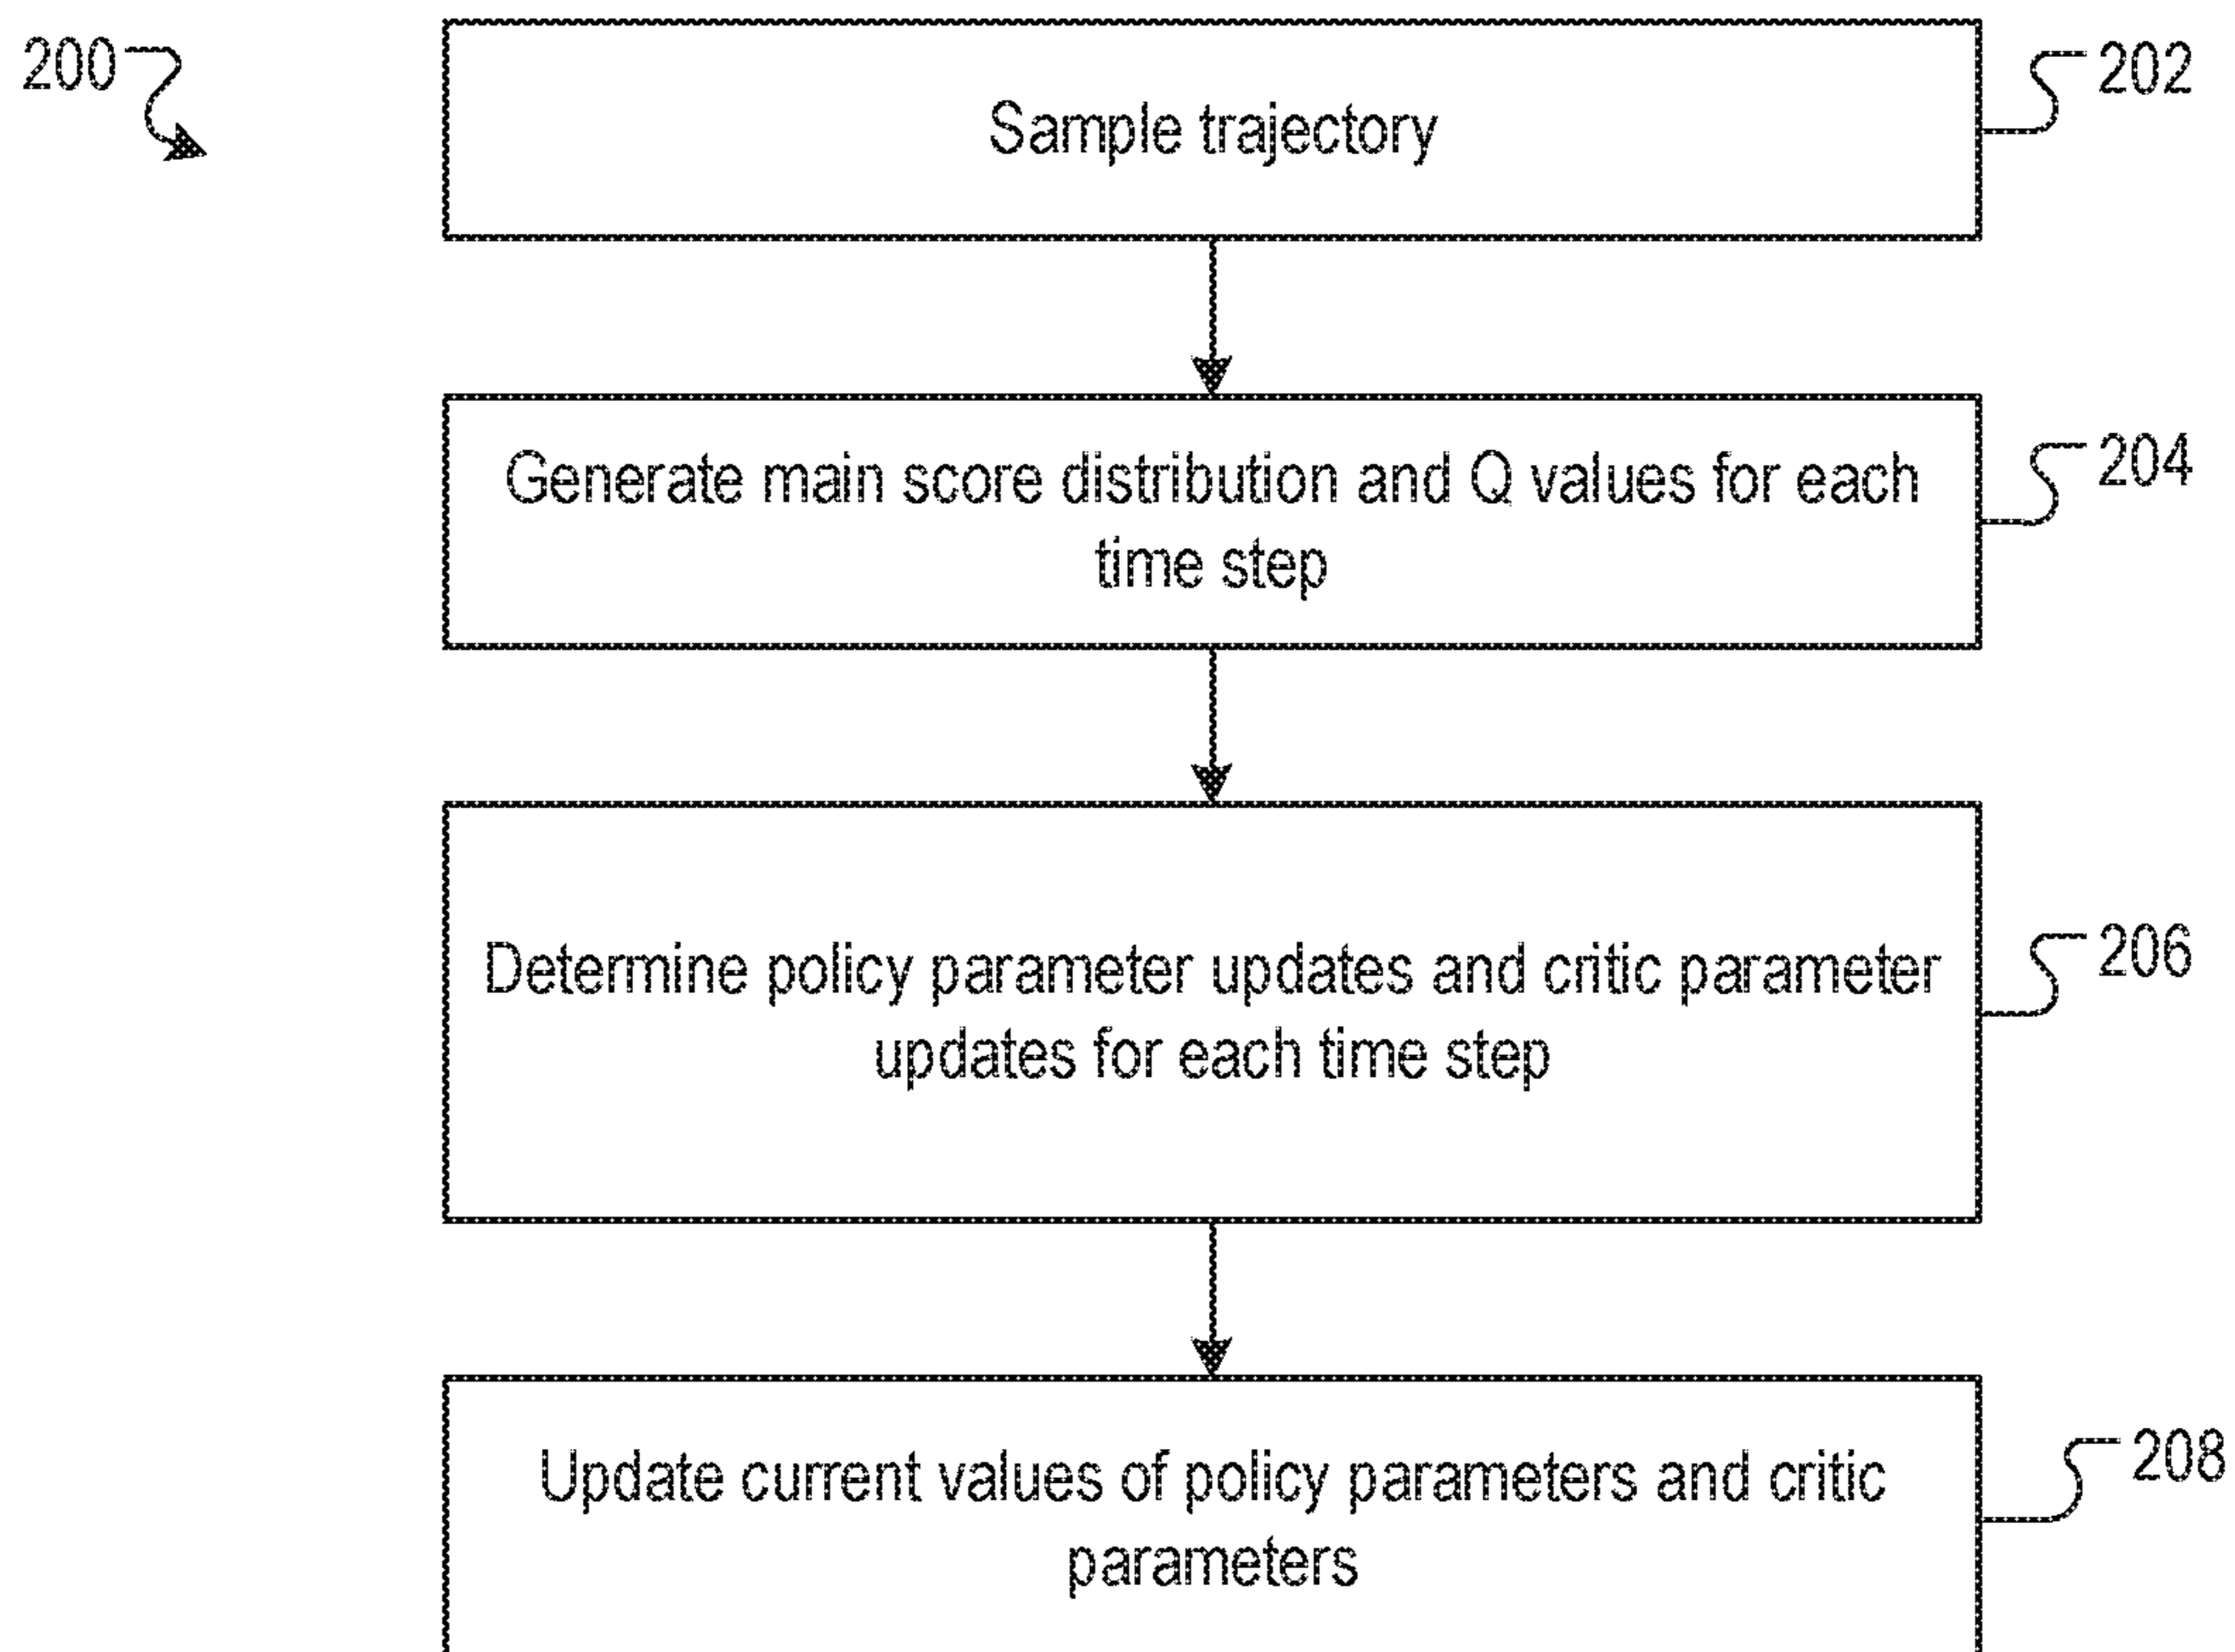 200
Sample trajectory
202
Generate main score distribution and Q values for each
time step
204
Determine policy parameter updates and critic parameter
updates for each time step
206
Update current values of policy parameters and critic
parameters
208